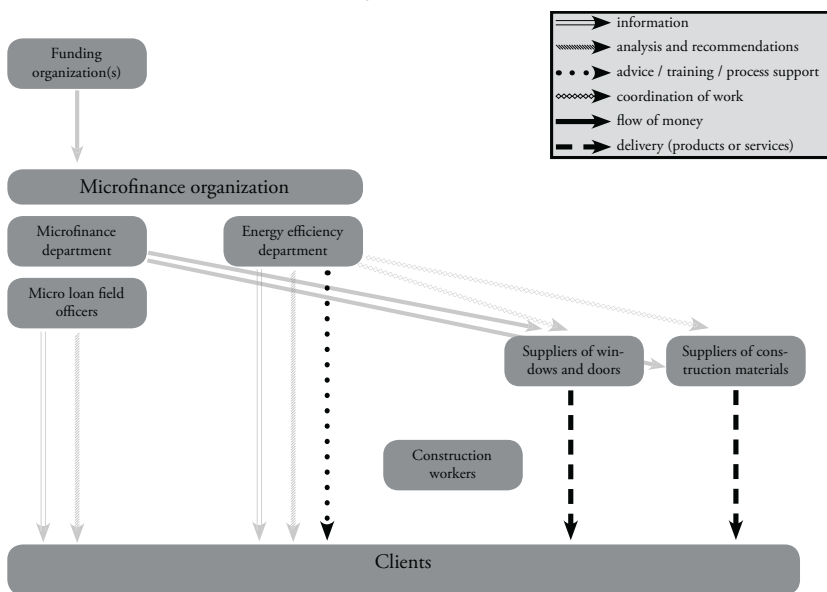 information
analysis and recommendations
advice / training / process support
coordination of work
flow of money
delivery (products or services)
Funding
organization(s)
Microfinance organization
Microfinance
department
Energy efficiency
department
Micro loan field
officers
Suppliers of win-
dows and doors
Suppliers of cons-
truction materials
Construction
workers
Clients